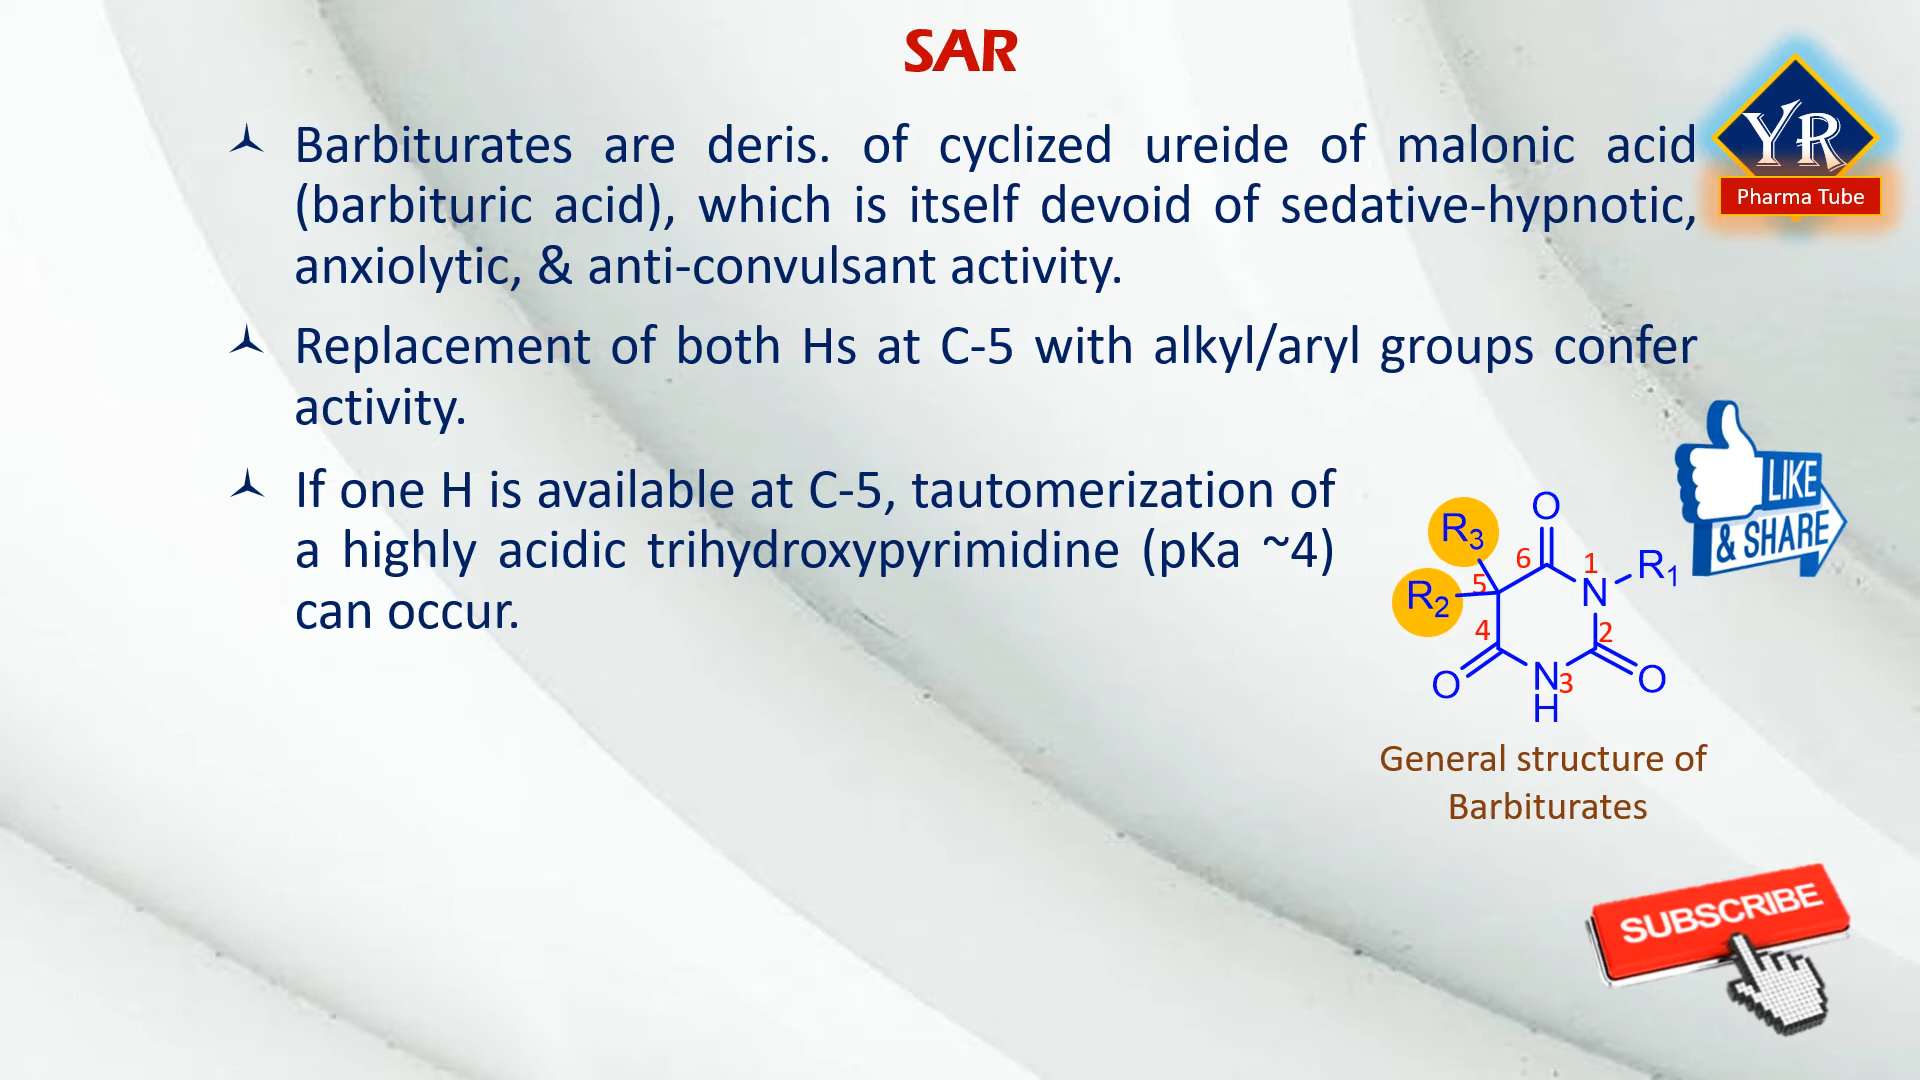 SAR
Barbiturates are deris. of cyclized ureide of malonic acid
(barbituric acid), which is itself devoid of sedative-hypnotic,
anxiolytic, & anti-convulsant activity.
Replacement of both Hs at C-5 with alkyl/aryl groups confer
activity.
If one H is available at C-5, tautomerization of
a highly acidic trihydroxypyrimidine (pKa ~4)
can occur.
YR
Pharma Tube
LIKE
& SHARE
O
R3
6
1
R1
5
N
R2
4
2
O
N
3
O
H
General structure of
Barbiturates
SUBSCRIBE